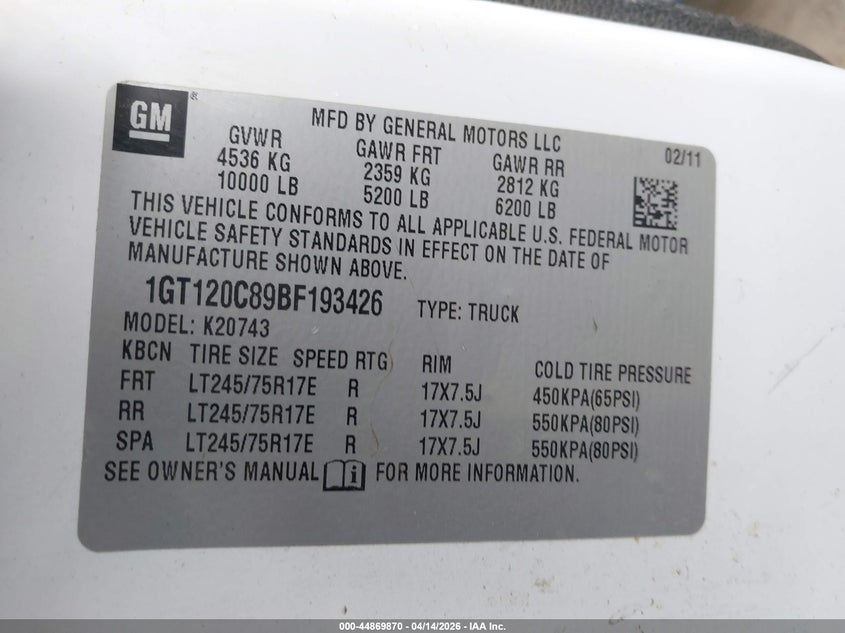 GM
MFD BY GENERAL MOTORS LLC
02/11
GVWR GAWR FRT GAWR RR
4536 KG 2359 KG 2812 KG
10000 LB 5200 LB 6200 LB
THIS VEHICLE CONFORMS TO ALL APPLICABLE U.S. FEDERAL MOTOR
VEHICLE SAFETY STANDARDS IN EFFECT ON THE DATE OF
MANUFACTURE SHOWN ABOVE.
1GT120C89BF193426 TYPE: TRUCK
MODEL: K20743
KBCN TIRE SIZE SPEED RTG RIM COLD TIRE PRESSURE
FRT LT245/75R17E R 17X7.5J 450KPA(65PSI)
RR LT245/75R17E R 17X7.5J 550KPA(80PSI)
SPA LT245/75R17E R 17X7.5J 550KPA(80PSI)
SEE OWNER'S MANUAL i FOR MORE INFORMATION.
000-44869870 - 04/14/2026 - IAA Inc.